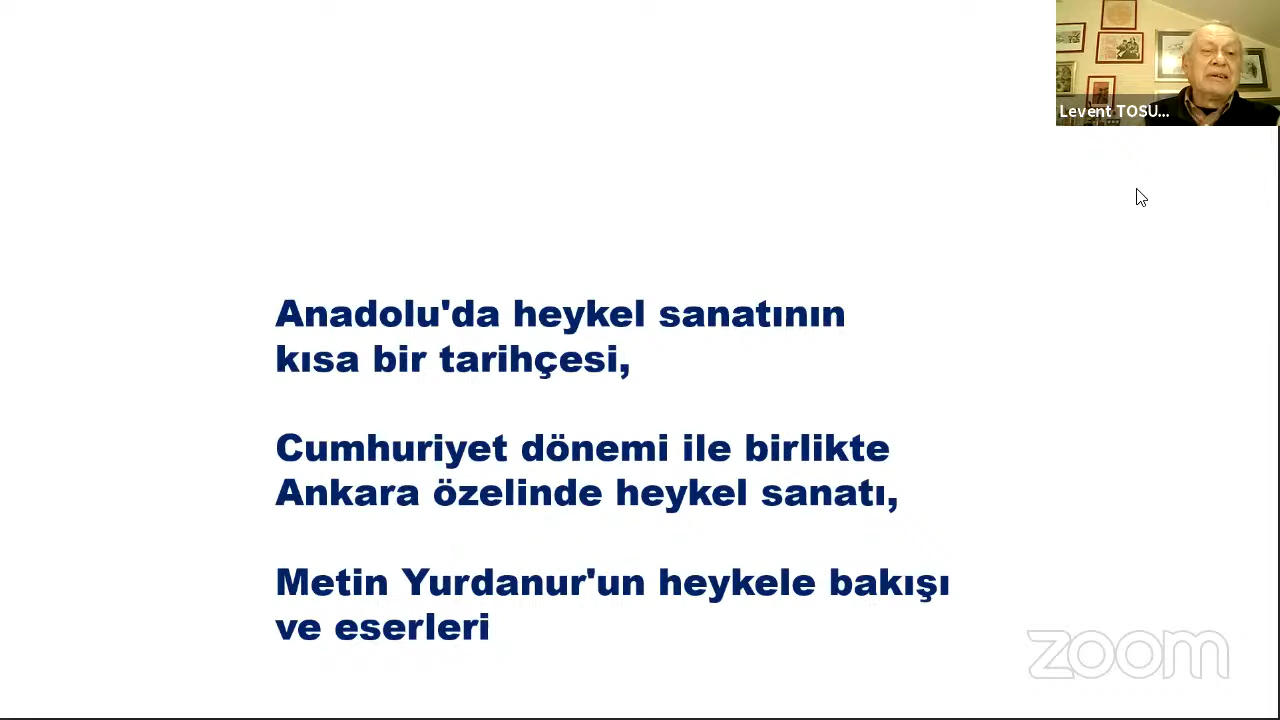 Levent TOSU...
Anadolu'da heykel sanatının
kısa bir tarihçesi,
Cumhuriyet dönemi ile birlikte
Ankara özelinde heykel sanatı,
Metin Yurdanur'un heykele bakışı
ve eserleri
zoom